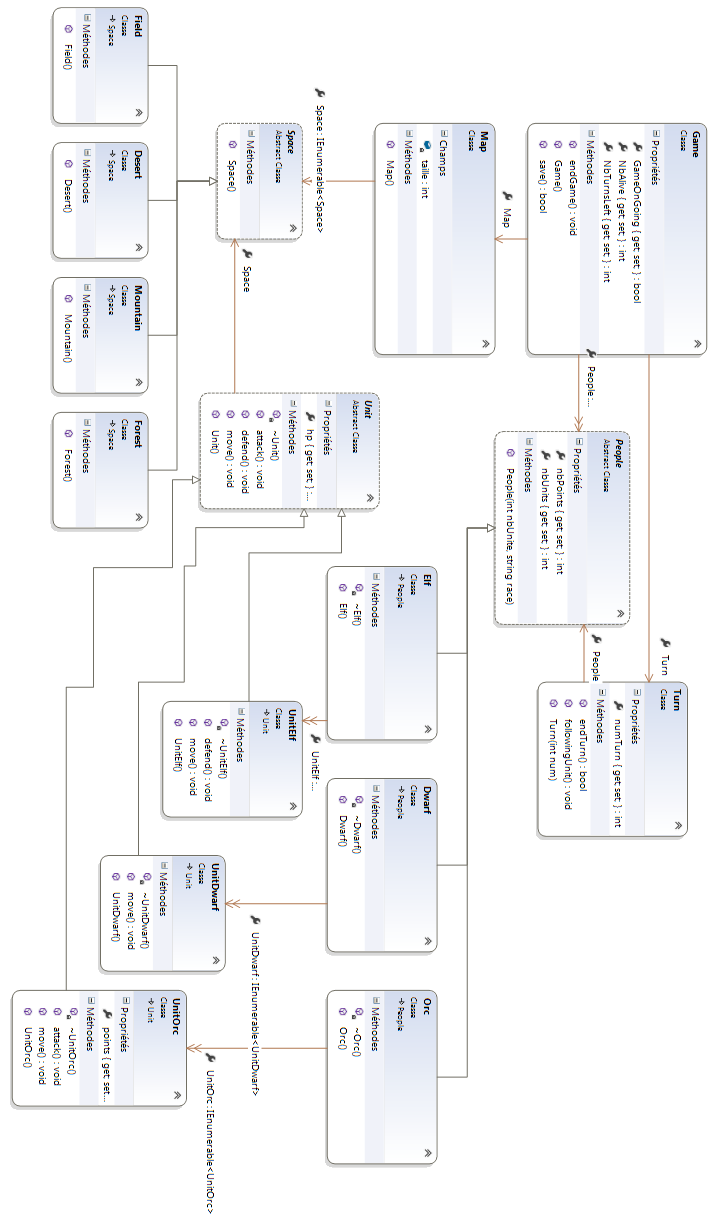 Game
Classe
Propriétés
GameOnGoing { get set } : bool
NbAlive { get set } : int
NbTurnsLeft { get set } : int
Méthodes
endGame() : void
Game()
save() : bool
Turn
People :...
Map
Turn
Classe
Propriétés
numTurn { get set } : int
Méthodes
endTurn() : bool
followingUnit() : void
Turn(int num)
People
People
Abstract Classe
Propriétés
nbPoints { get set } : int
nbUnits { get set } : int
Méthodes
People(int nbUnite, string race)
Map
Classe
Champs
taille : int
Méthodes
Map()
Space : IEnumerable<Space>
Elf
Classe
People
Méthodes
~Elf()
Elf()
Dwarf
Classe
People
Méthodes
~Dwarf()
Dwarf()
Orc
Classe
People
Méthodes
~Orc()
Orc()
Unit
Abstract Classe
Propriétés
hp { get set } :...
Méthodes
~Unit()
attack() : void
defend() : void
move() : void
Unit()
Space
Space
Abstract Classe
Méthodes
Space()
UnitElf :...
UnitElf
Classe
Unit
Méthodes
~UnitElf()
defend() : void
move() : void
UnitElf()
UnitDwarf : IEnumerable<UnitDwarf>
UnitDwarf
Classe
Unit
Méthodes
~UnitDwarf()
move() : void
UnitDwarf()
UnitOrc : IEnumerable<UnitOrc>
UnitOrc
Classe
Unit
Propriétés
points { get set...
Méthodes
~UnitOrc()
attack() : void
move() : void
UnitOrc()
Field
Classe
Space
Méthodes
Field()
Desert
Classe
Space
Méthodes
Desert()
Mountain
Classe
Space
Méthodes
Mountain()
Forest
Classe
Space
Méthodes
Forest()